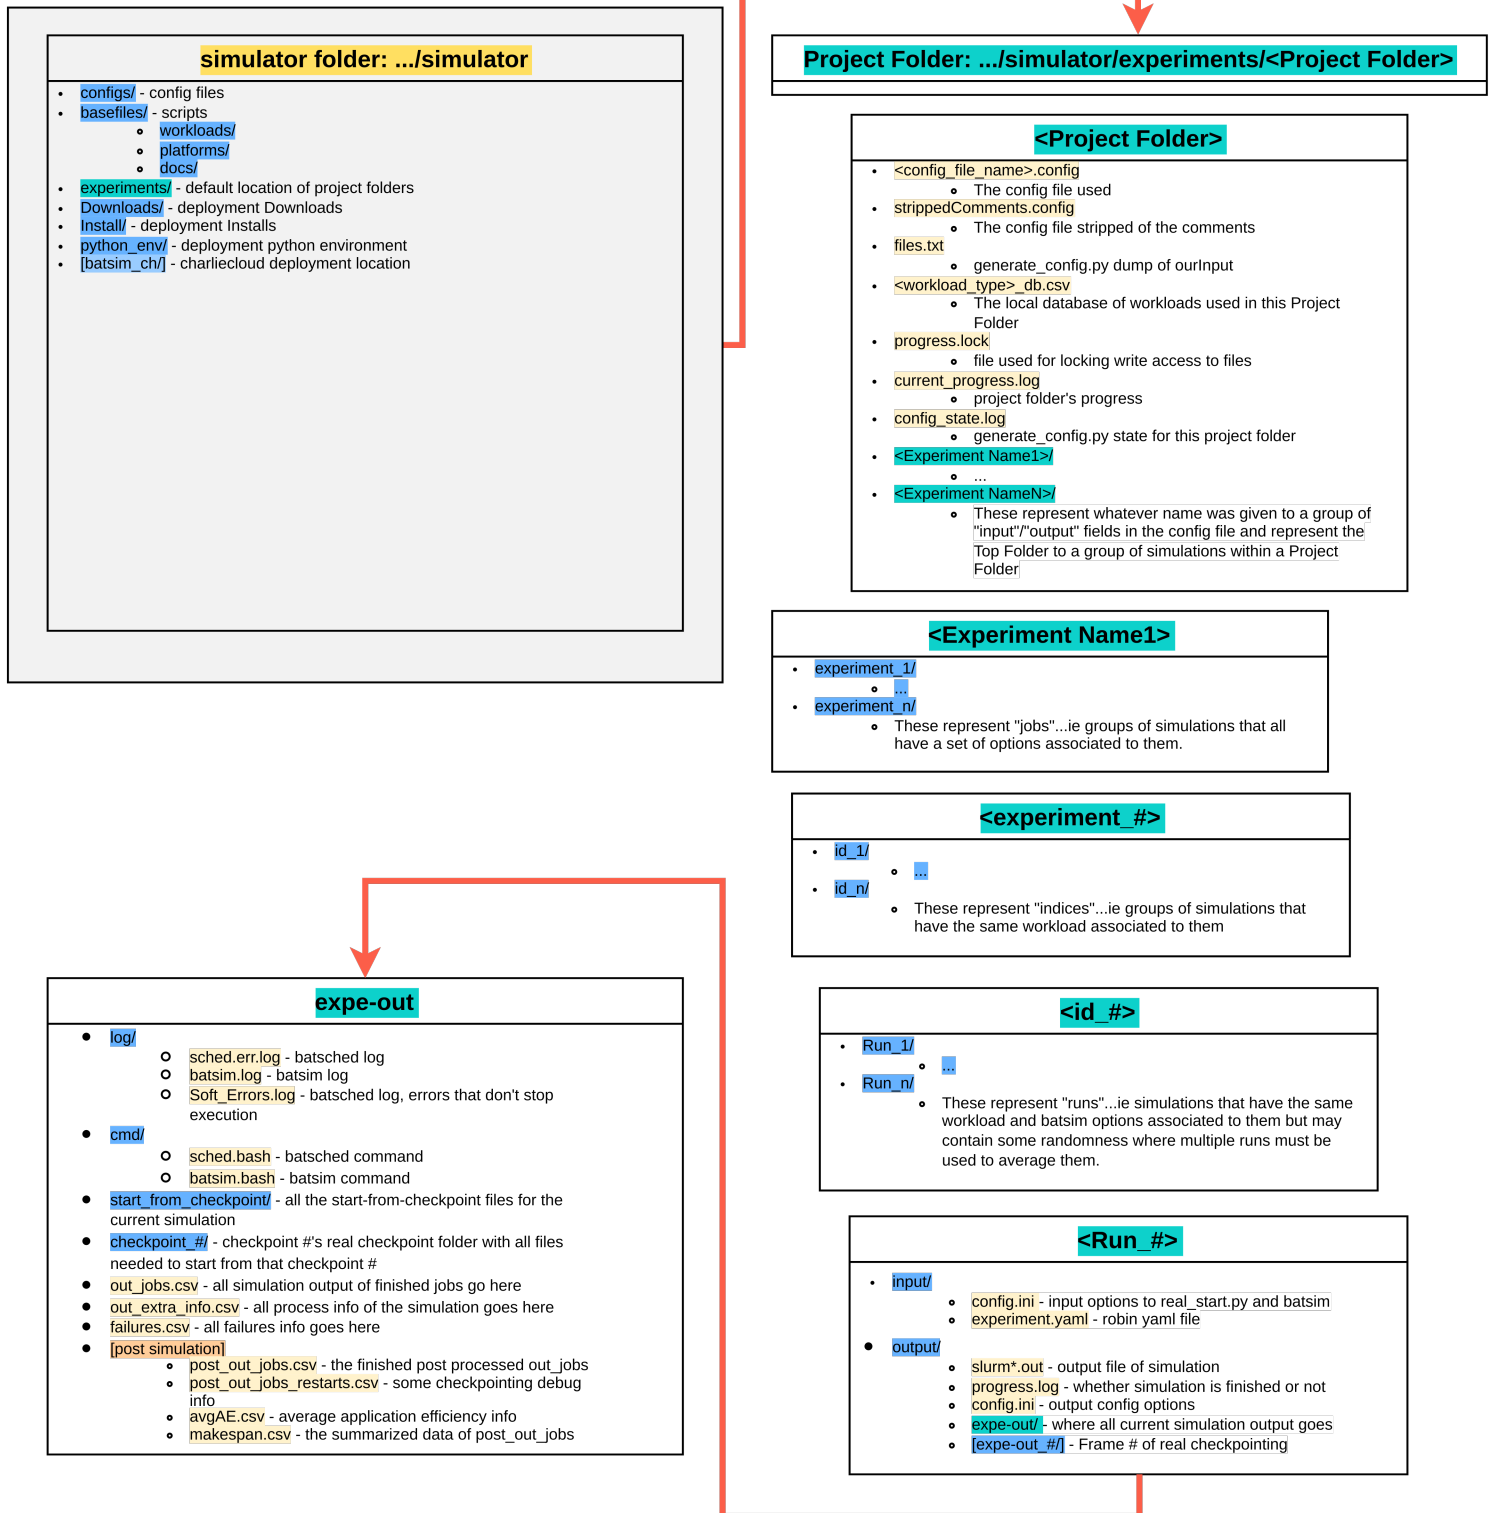 simulator folder: .../simulator
configs/ - config files
basefiles/ - scripts
workloads/
platforms/
docs/
experiments/ - default location of project folders
Downloads/ - deployment Downloads
Install/ - deployment Installs
python_env/ - deployment python environment
[batsim_ch/] - charliecloud deployment location
Project Folder: .../simulator/experiments/<Project Folder>
<Project Folder>
<config_file_name>.config
The config file used
strippedComments.config
The config file stripped of the comments
files.txt
generate_config.py dump of ourInput
<workload_type>_db.csv
The local database of workloads used in this Project
Folder
progress.lock
file used for locking write access to files
current_progress.log
project folder's progress
config_state.log
generate_config.py state for this project folder
<Experiment Name1>/
...
<Experiment NameN>/
These represent whatever name was given to a group of
"input"/"output" fields in the config file and represent the
Top Folder to a group of simulations within a Project
Folder
<Experiment Name1>
experiment_1/
...
experiment_n/
These represent "jobs"...ie groups of simulations that all
have a set of options associated to them.
<experiment_#>
id_1/
...
id_n/
These represent "indices"...ie groups of simulations that
have the same workload associated to them
<id_#>
Run_1/
...
Run_n/
These represent "runs"...ie simulations that have the same
workload and batsim options associated to them but may
contain some randomness where multiple runs must be
used to average them.
<Run_#>
input/
config.ini - input options to real_start.py and batsim
experiment.yaml - robin yaml file
output/
slurm*.out - output file of simulation
progress.log - whether simulation is finished or not
config.ini - output config options
expe-out/ - where all current simulation output goes
[expe-out_#/] - Frame # of real checkpointing
expe-out
log/
sched.err.log - batsched log
batsim.log - batsim log
Soft_Errors.log - batsched log, errors that don't stop
execution
cmd/
sched.bash - batsched command
batsim.bash - batsim command
start_from_checkpoint/ - all the start-from-checkpoint files for the
current simulation
checkpoint_#/ - checkpoint #'s real checkpoint folder with all files
needed to start from that checkpoint #
out_jobs.csv - all simulation output of finished jobs go here
out_extra_info.csv - all process info of the simulation goes here
failures.csv - all failures info goes here
[post simulation]
post_out_jobs.csv - the finished post processed out_jobs
post_out_jobs_restarts.csv - some checkpointing debug
info
avgAE.csv - average application efficiency info
makespan.csv - the summarized data of post_out_jobs